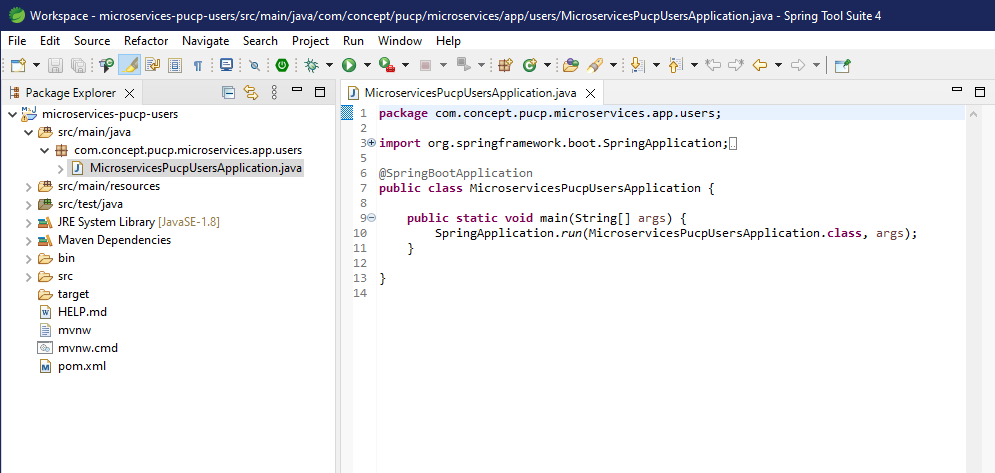 Workspace - microservices-pucp-users/src/main/java/com/concept/pucp/microservices/app/users/MicroservicesPucpUsersApplication.java - Spring Tool Suite 4
File Edit Source Refactor Navigate Search Project Run Window Help
Package Explorer
microservices-pucp-users
src/main/java
com.concept.pucp.microservices.app.users
MicroservicesPucpUsersApplication.java
src/main/resources
src/test/java
JRE System Library [JavaSE-1.8]
Maven Dependencies
bin
src
target
HELP.md
mvnw
mvnw.cmd
pom.xml
MicroservicesPucpUsersApplication.java
1 package com.concept.pucp.microservices.app.users;
2
3 import org.springframework.boot.SpringApplication;
5
6 @SpringBootApplication
7 public class MicroservicesPucpUsersApplication {
8
9 public static void main(String[] args) {
10 SpringApplication.run(MicroservicesPucpUsersApplication.class, args);
11 }
12
13 }
14